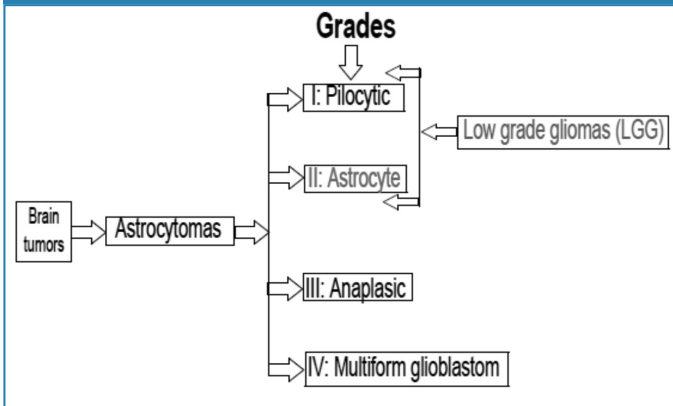 Grades
I: Pilocytic
Low grade gliomas (LGG)
II: Astrocyte
Brain
tumors
Astrocytomas
III: Anaplasic
IV: Multiform glioblastom